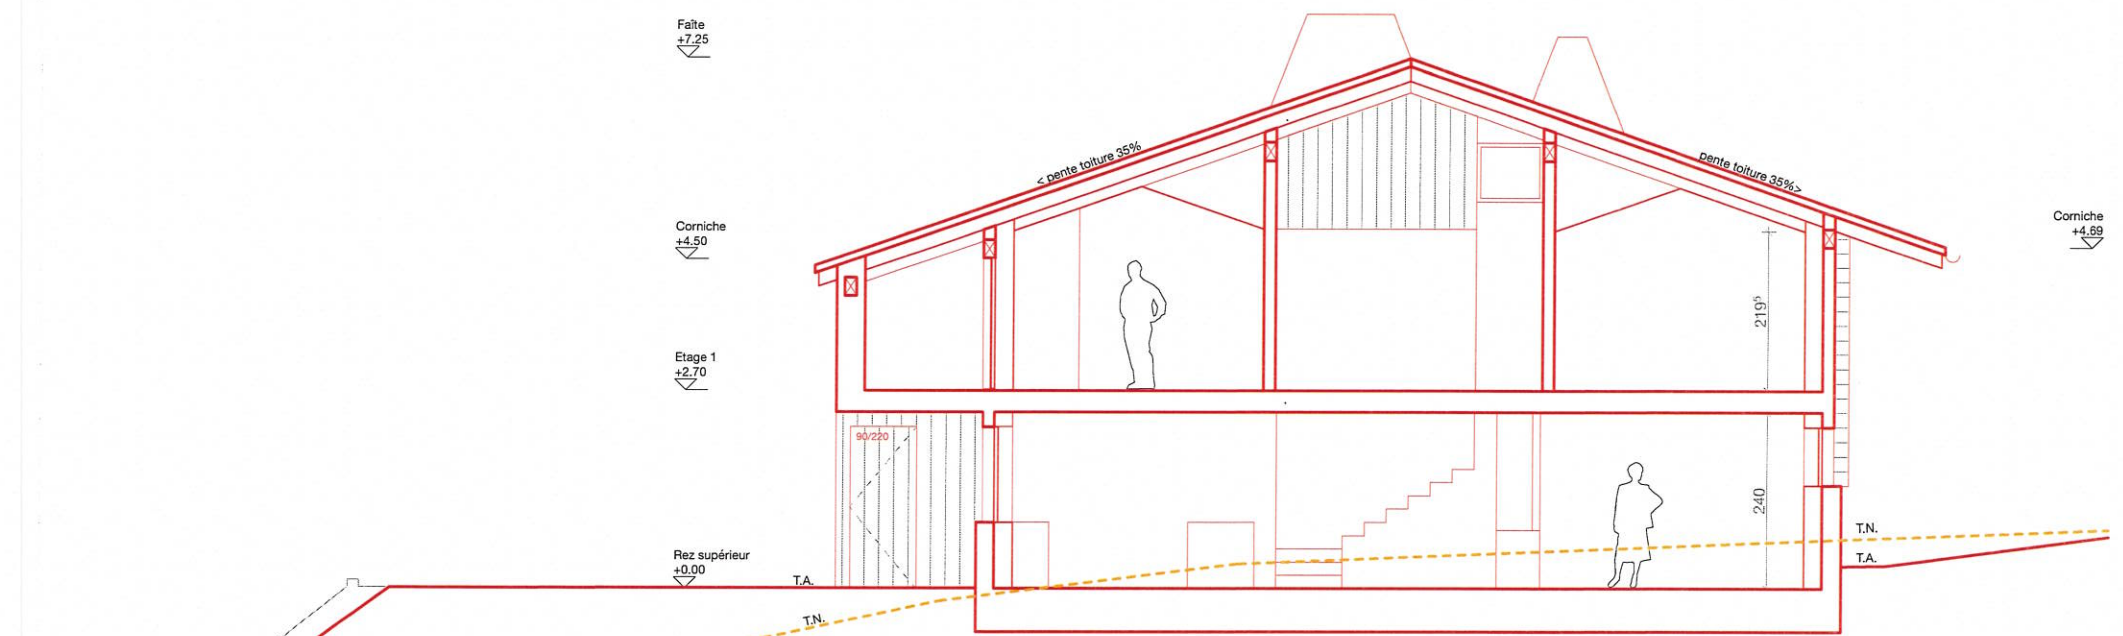 Faîte
+7.25
< pente toiture 35%
pente toiture 35%>
Corniche
+4.50
Corniche
+4.69
219⁵
Etage 1
+2.70
90/220
240
T.N.
T.A.
Rez supérieur
+0.00
T.A.
T.N.